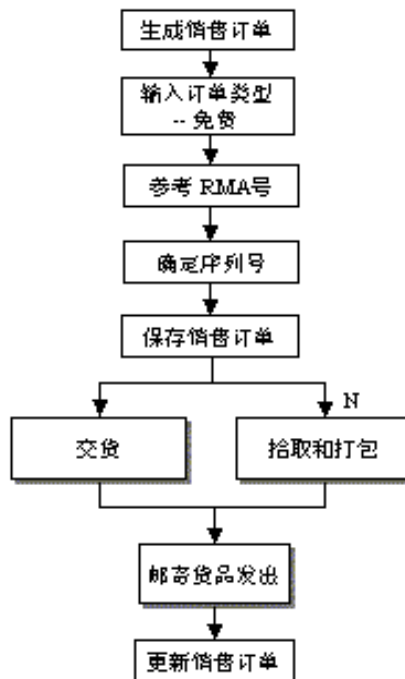 生成销售订单
输入订单类型
-- 免费
参考 RMA号
确定序列号
保存销售订单
N
交货
拾取和打包
邮寄货品发出
更新销售订单